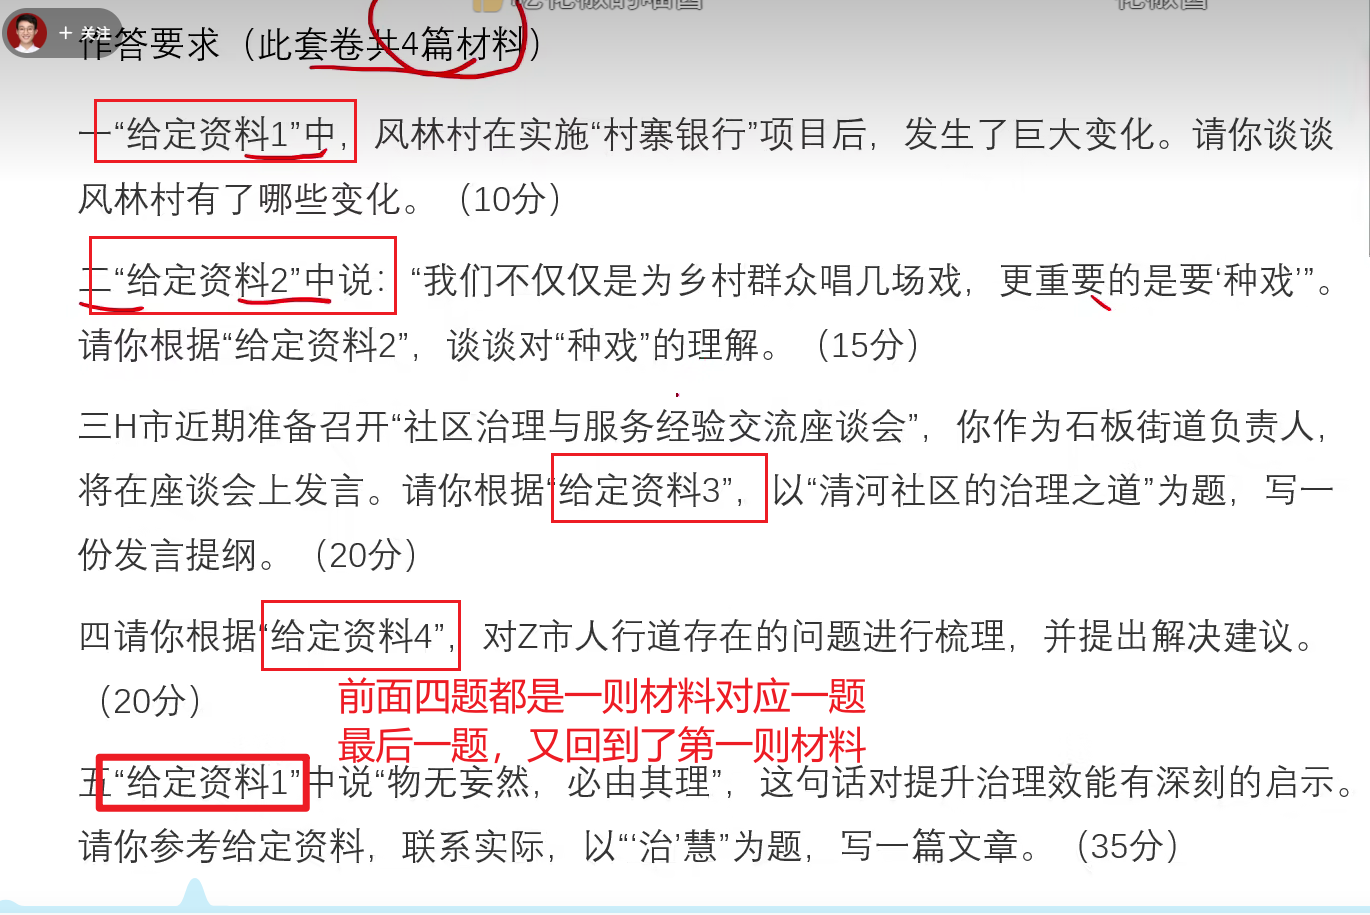 + 关注
作答要求（此套卷共4篇材料）
一“给定资料1”中，风林村在实施“村寨银行”项目后，发生了巨大变化。请你谈谈
风林村有了哪些变化。（10分）
二“给定资料2”中说：“我们不仅仅是为乡村群众唱几场戏，更重要的是要‘种戏’”。
请你根据“给定资料2”，谈谈对“种戏”的理解。（15分）
三H市近期准备召开“社区治理与服务经验交流座谈会”，你作为石板街道负责人，
将在座谈会上发言。请你根据“给定资料3”，以“清河社区的治理之道”为题，写一
份发言提纲。（20分）
四请你根据“给定资料4”，对Z市人行道存在的问题进行梳理，并提出解决建议。
（20分）
前面四题都是一则材料对应一题
最后一题，又回到了第一则材料
五“给定资料1”中说“物无妄然，必由其理”，这句话对提升治理效能有深刻的启示。
请你参考给定资料，联系实际，以“‘治’慧”为题，写一篇文章。（35分）